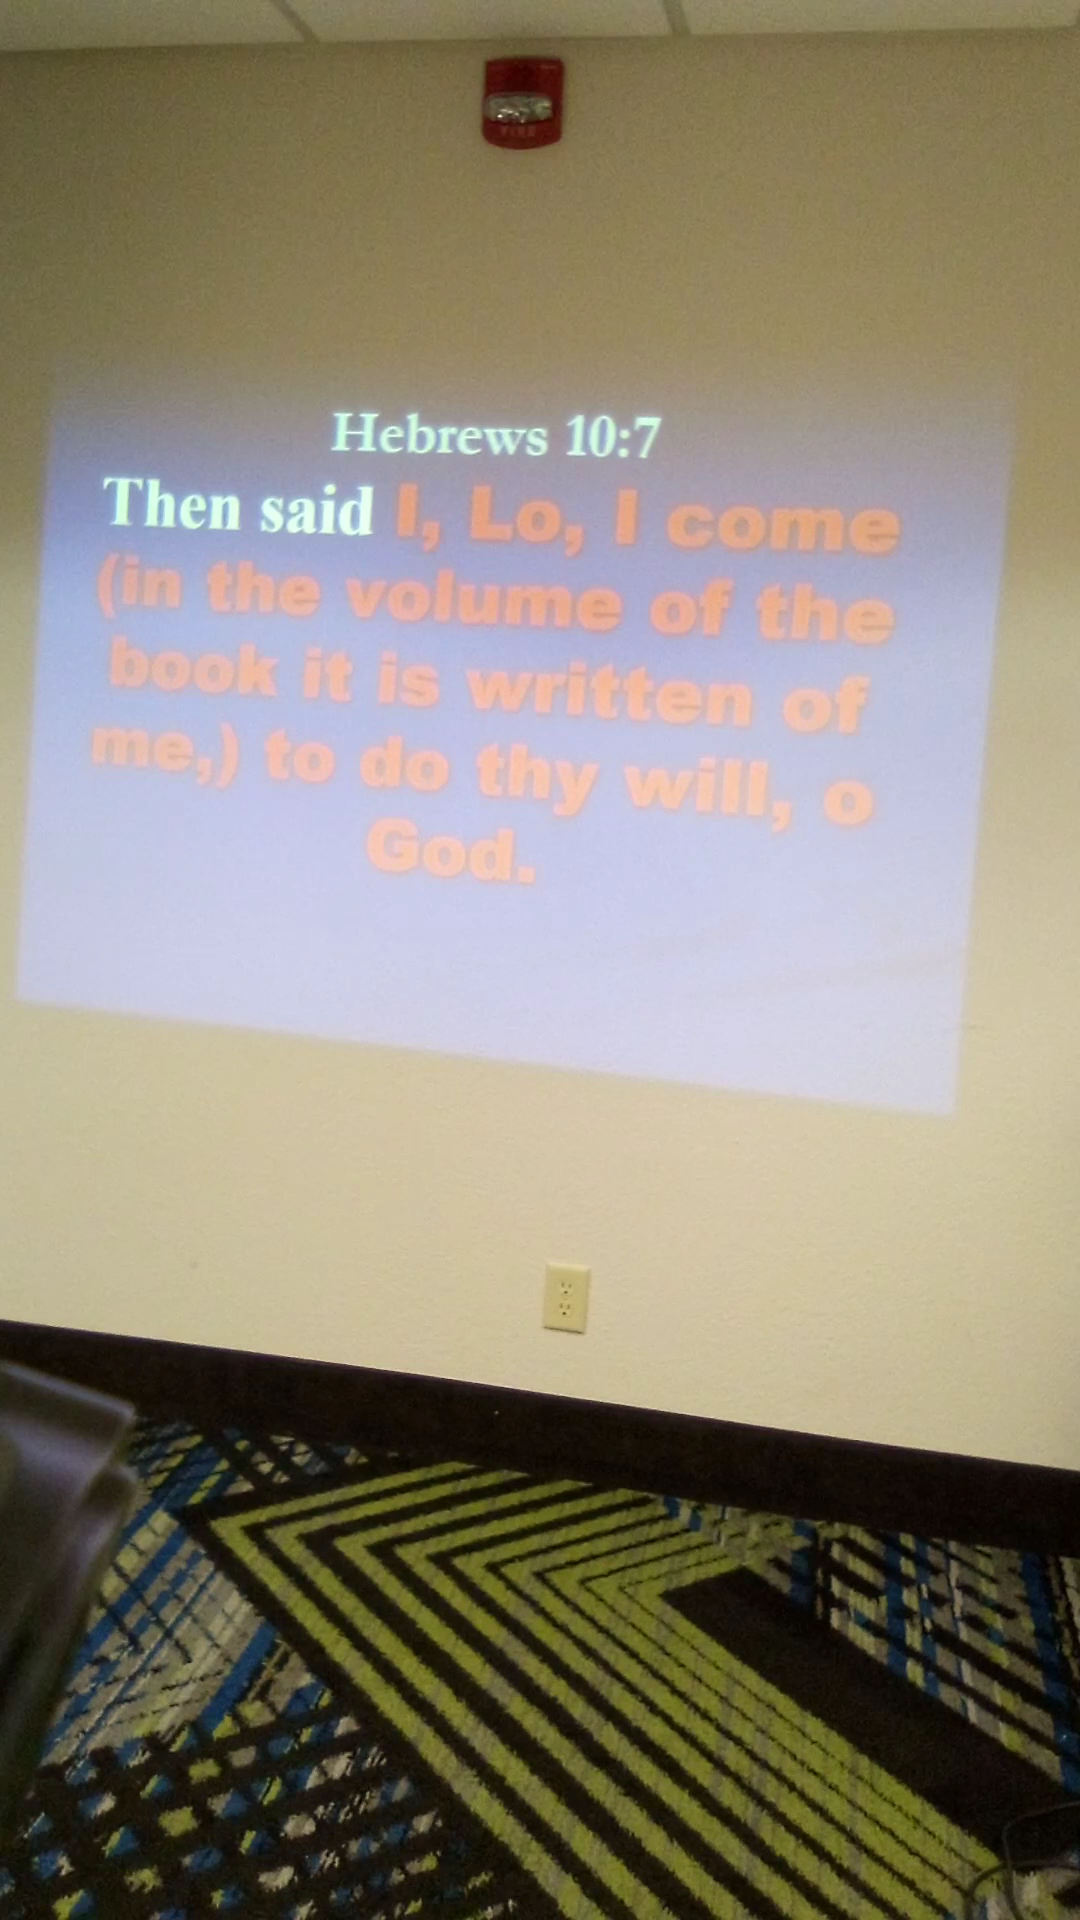 FIRE
Hebrews 10:7
Then said I, Lo, I come
(in the volume of the
book it is written of
me,) to do thy will, o
God.